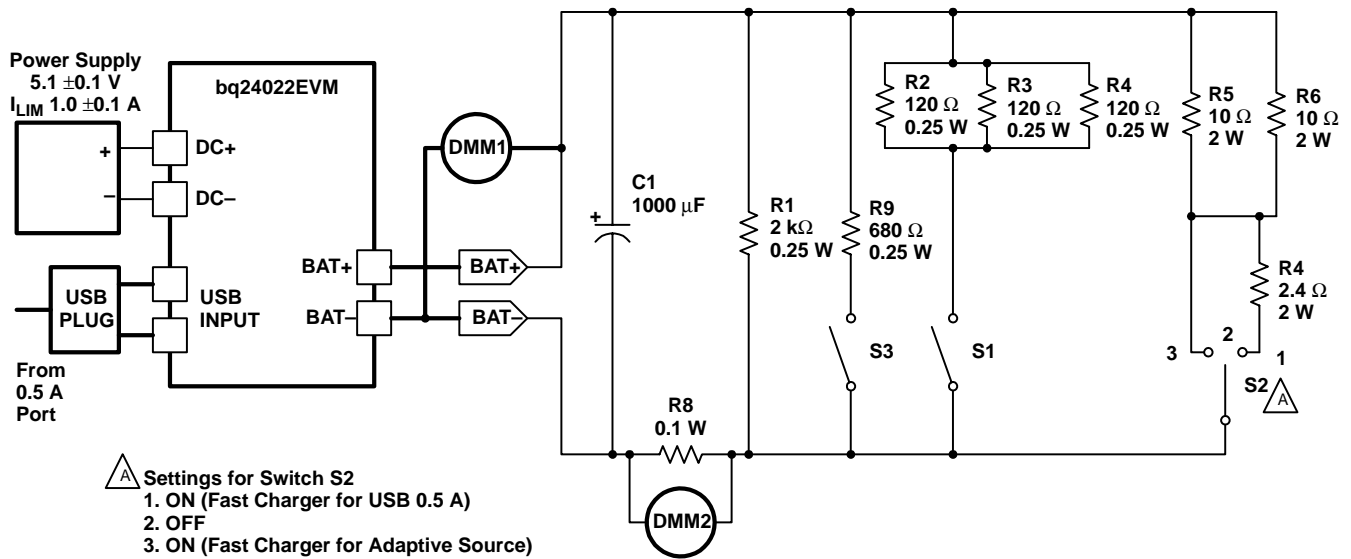 Power Supply
5.1 ±0.1 V
I_LIM 1.0 ±0.1 A
+
−
bq24022EVM
DC+
DC−
USB
PLUG
USB
INPUT
From
0.5 A
Port
BAT+
BAT−
BAT+
BAT−
DMM1
C1
1000 μF
+
R1
2 kΩ
0.25 W
R9
680 Ω
0.25 W
R2
120 Ω
0.25 W
R3
120 Ω
0.25 W
R4
120 Ω
0.25 W
R5
10 Ω
2 W
R6
10 Ω
2 W
R4
2.4 Ω
2 W
S3
S1
3
2
1
S2
A
R8
0.1 W
DMM2
A Settings for Switch S2
1. ON (Fast Charger for USB 0.5 A)
2. OFF
3. ON (Fast Charger for Adaptive Source)